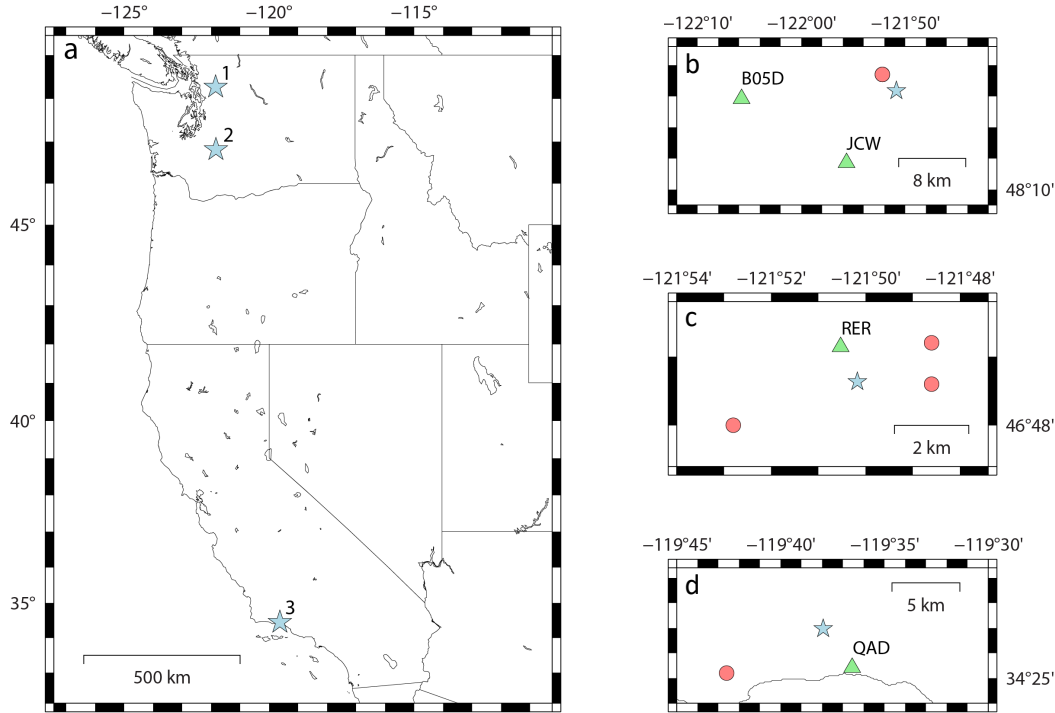 −125° −120° −115°
a
1
2
45°
40°
35°
3
500 km
−122°10' −122°00' −121°50'
b
B05D
JCW
8 km
48°10'
−121°54' −121°52' −121°50' −121°48'
c
RER
46°48'
2 km
−119°45' −119°40' −119°35' −119°30'
d
5 km
QAD
34°25'